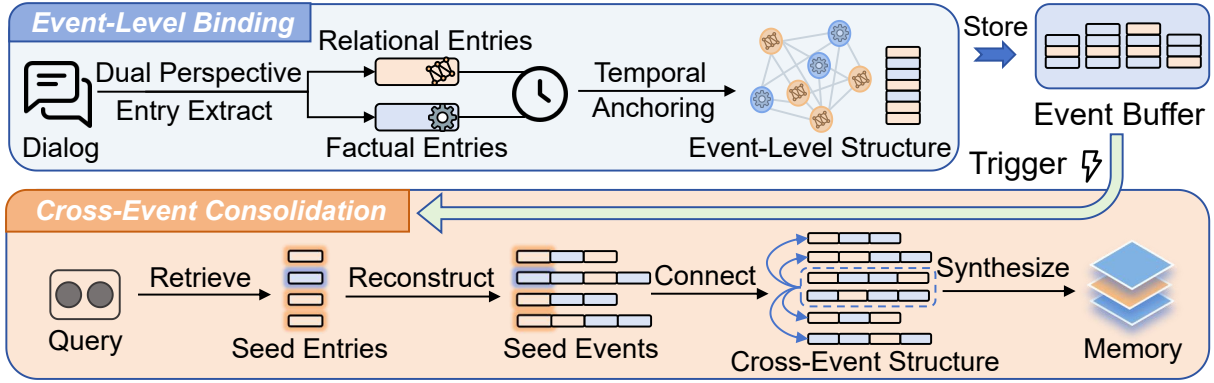 Event-Level Binding
Relational Entries
Dual Perspective
Entry Extract
Dialog
Factual Entries
Temporal
Anchoring
Event-Level Structure
Store
Event Buffer
Trigger
Cross-Event Consolidation
Query
Retrieve
Seed Entries
Reconstruct
Seed Events
Connect
Cross-Event Structure
Synthesize
Memory